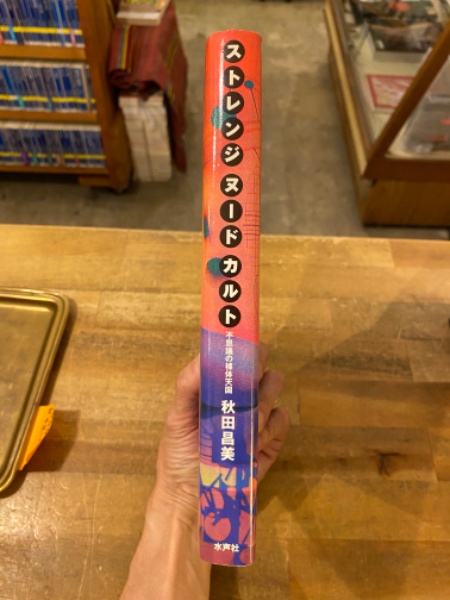 ストレンジ ヌード カルト
不思議の裸体天国
秋田昌美
水声社